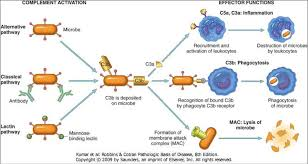 COMPLEMENT ACTIVATION
EFFECTOR FUNCTIONS
C5a, C3a: Inflammation
Alternative
pathway
Microbe
C3a
Recruitment and
activation of leukocytes
Destruction of microbes
by leukocytes
C3b: Phagocytosis
Classical
pathway
Antibody
C3b
C3b is deposited
on microbe
Recognition of bound C3b
by phagocyte C3b receptor
Phagocytosis
of microbe
MAC: Lysis of
microbe
Lectin
pathway
Mannose
binding lectin
Formation of
membrane attack
complex (MAC)
Kumar et al: Robbins & Cotran Pathologic Basis of Disease, 8th Edition.
Copyright © 2009 by Saunders, an imprint of Elsevier, Inc. All rights reserved.